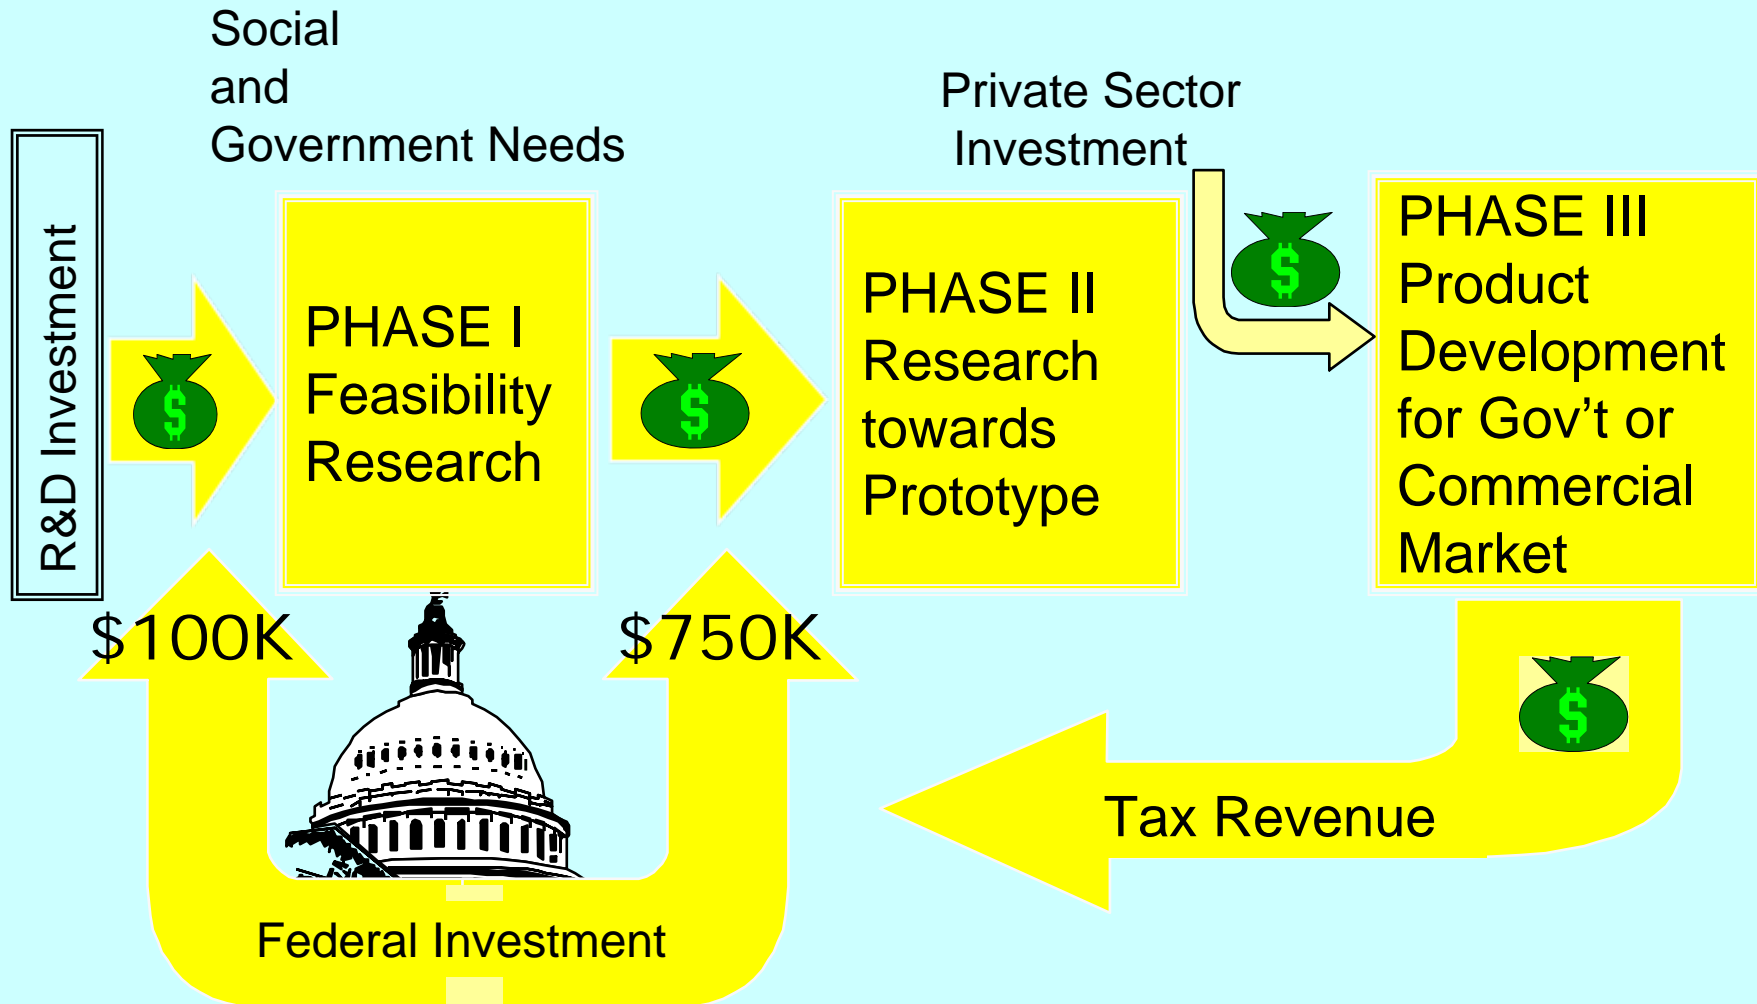 Social
and
Government Needs
Private Sector
Investment
R&D Investment
$
PHASE I
Feasibility
Research
$
PHASE II
Research
towards
Prototype
$
PHASE III
Product
Development
for Gov’t or
Commercial
Market
$100K
$750K
$
Tax Revenue
Federal Investment